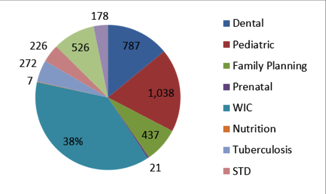 178
226
526
787
272
7
1,038
38%
437
21
Dental
Pediatric
Family Planning
Prenatal
WIC
Nutrition
Tuberculosis
STD